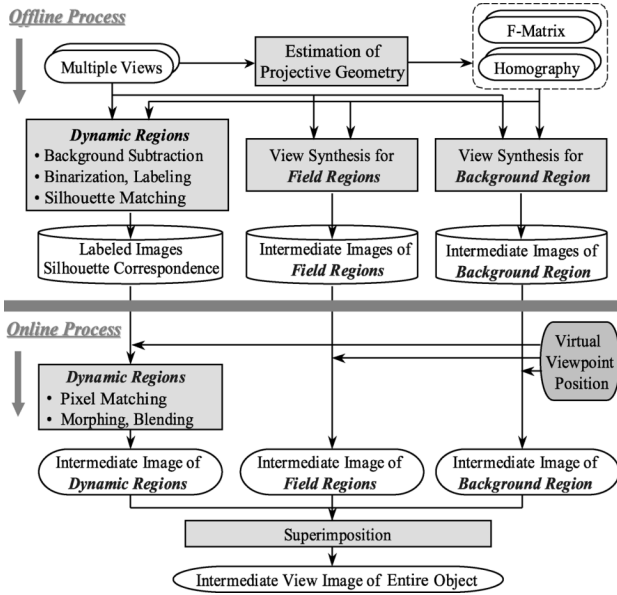 Offline Process
Multiple Views
Estimation of
Projective Geometry
F-Matrix
Homography
Dynamic Regions
• Background Subtraction
• Binarization, Labeling
• Silhouette Matching
View Synthesis for
Field Regions
View Synthesis for
Background Region
Labeled Images
Silhouette Correspondence
Intermediate Images of
Field Regions
Intermediate Images of
Background Region
Online Process
Virtual
Viewpoint
Position
Dynamic Regions
• Pixel Matching
• Morphing, Blending
Intermediate Image of
Dynamic Regions
Intermediate Image of
Field Regions
Intermediate Image of
Background Region
Superimposition
Intermediate View Image of Entire Object